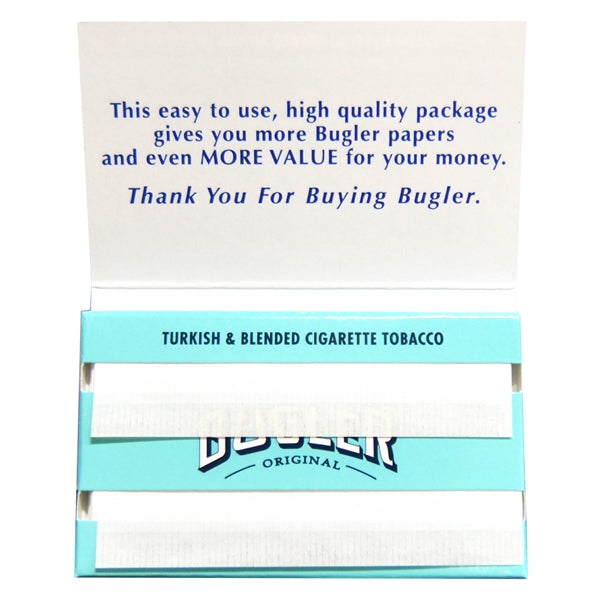 This easy to use, high quality package
gives you more Bugler papers
and even MORE VALUE for your money.
Thank You For Buying Bugler.
TURKISH & BLENDED CIGARETTE TOBACCO
BUGLER
ORIGINAL